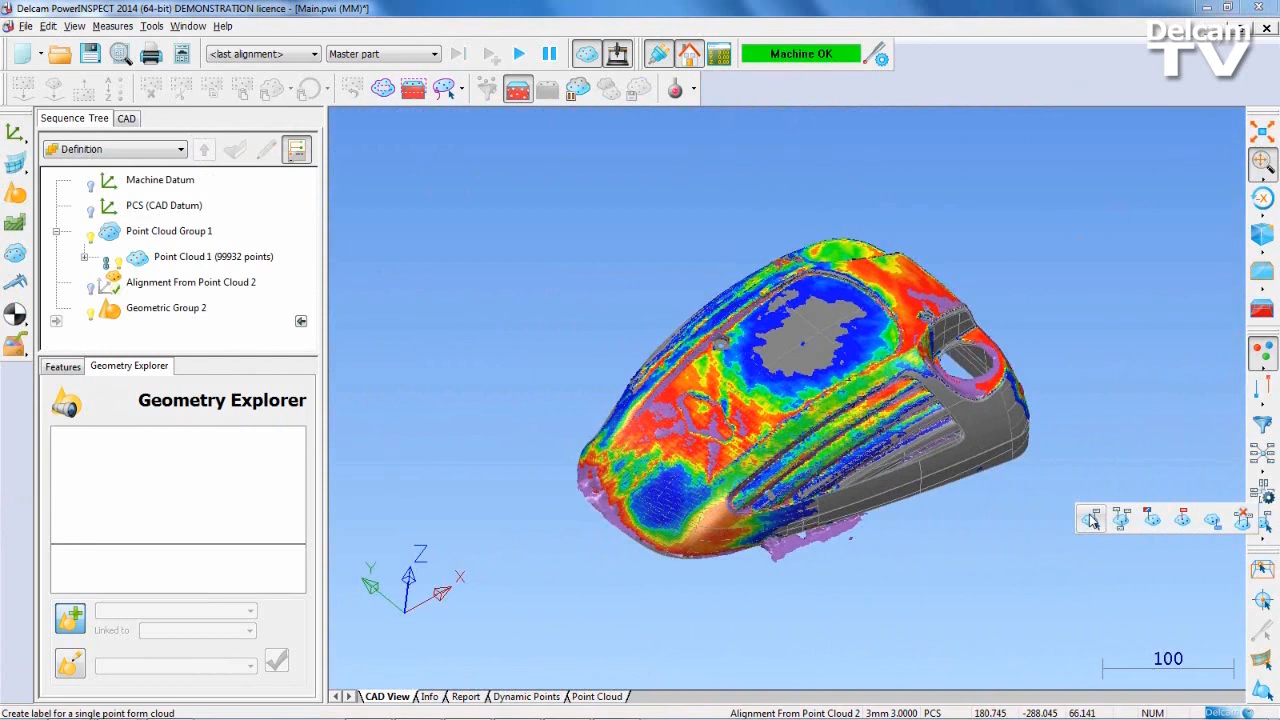 Delcam PowerINSPECT 2014 (64-bit) DEMONSTRATION licence - [Main.pwi (MM)*]
File Edit View Measures Tools Window Help
Delcam
TV
<last alignment> Master part Machine OK
Sequence Tree CAD
Definition
Machine Datum
PCS (CAD Datum)
Point Cloud Group 1
Point Cloud 1 (99932 points)
Alignment From Point Cloud 2
Geometric Group 2
Features Geometry Explorer
Geometry Explorer
Linked to
Z
Y X
100
CAD View Info Report Dynamic Points Point Cloud
Create label for a single point form cloud Alignment From Point Cloud 2 3mm 3.0000 PCS 180.745 -288.045 66.141 NUM Delcam